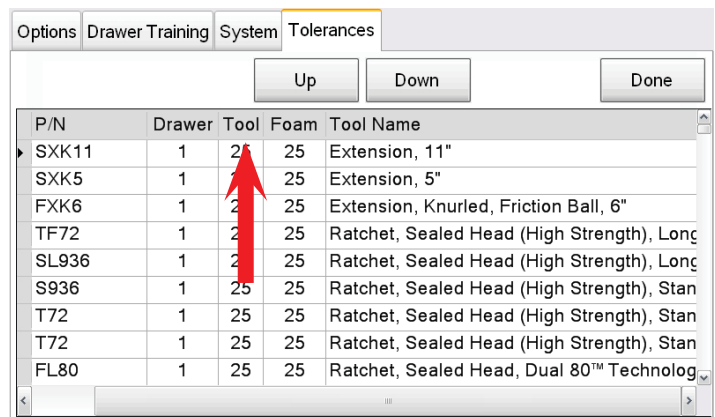 Options Drawer Training System Tolerances
Up Down Done
P/N Drawer Tool Foam Tool Name
SXK11 1 25 25 Extension, 11"
SXK5 1 25 Extension, 5"
FXK6 1 25 Extension, Knurled, Friction Ball, 6"
TF72 1 25 Ratchet, Sealed Head (High Strength), Long
SL936 1 25 Ratchet, Sealed Head (High Strength), Long
S936 1 25 25 Ratchet, Sealed Head (High Strength), Stan
T72 1 25 25 Ratchet, Sealed Head (High Strength), Stan
T72 1 25 25 Ratchet, Sealed Head (High Strength), Stan
FL80 1 25 25 Ratchet, Sealed Head, Dual 80™ Technolog